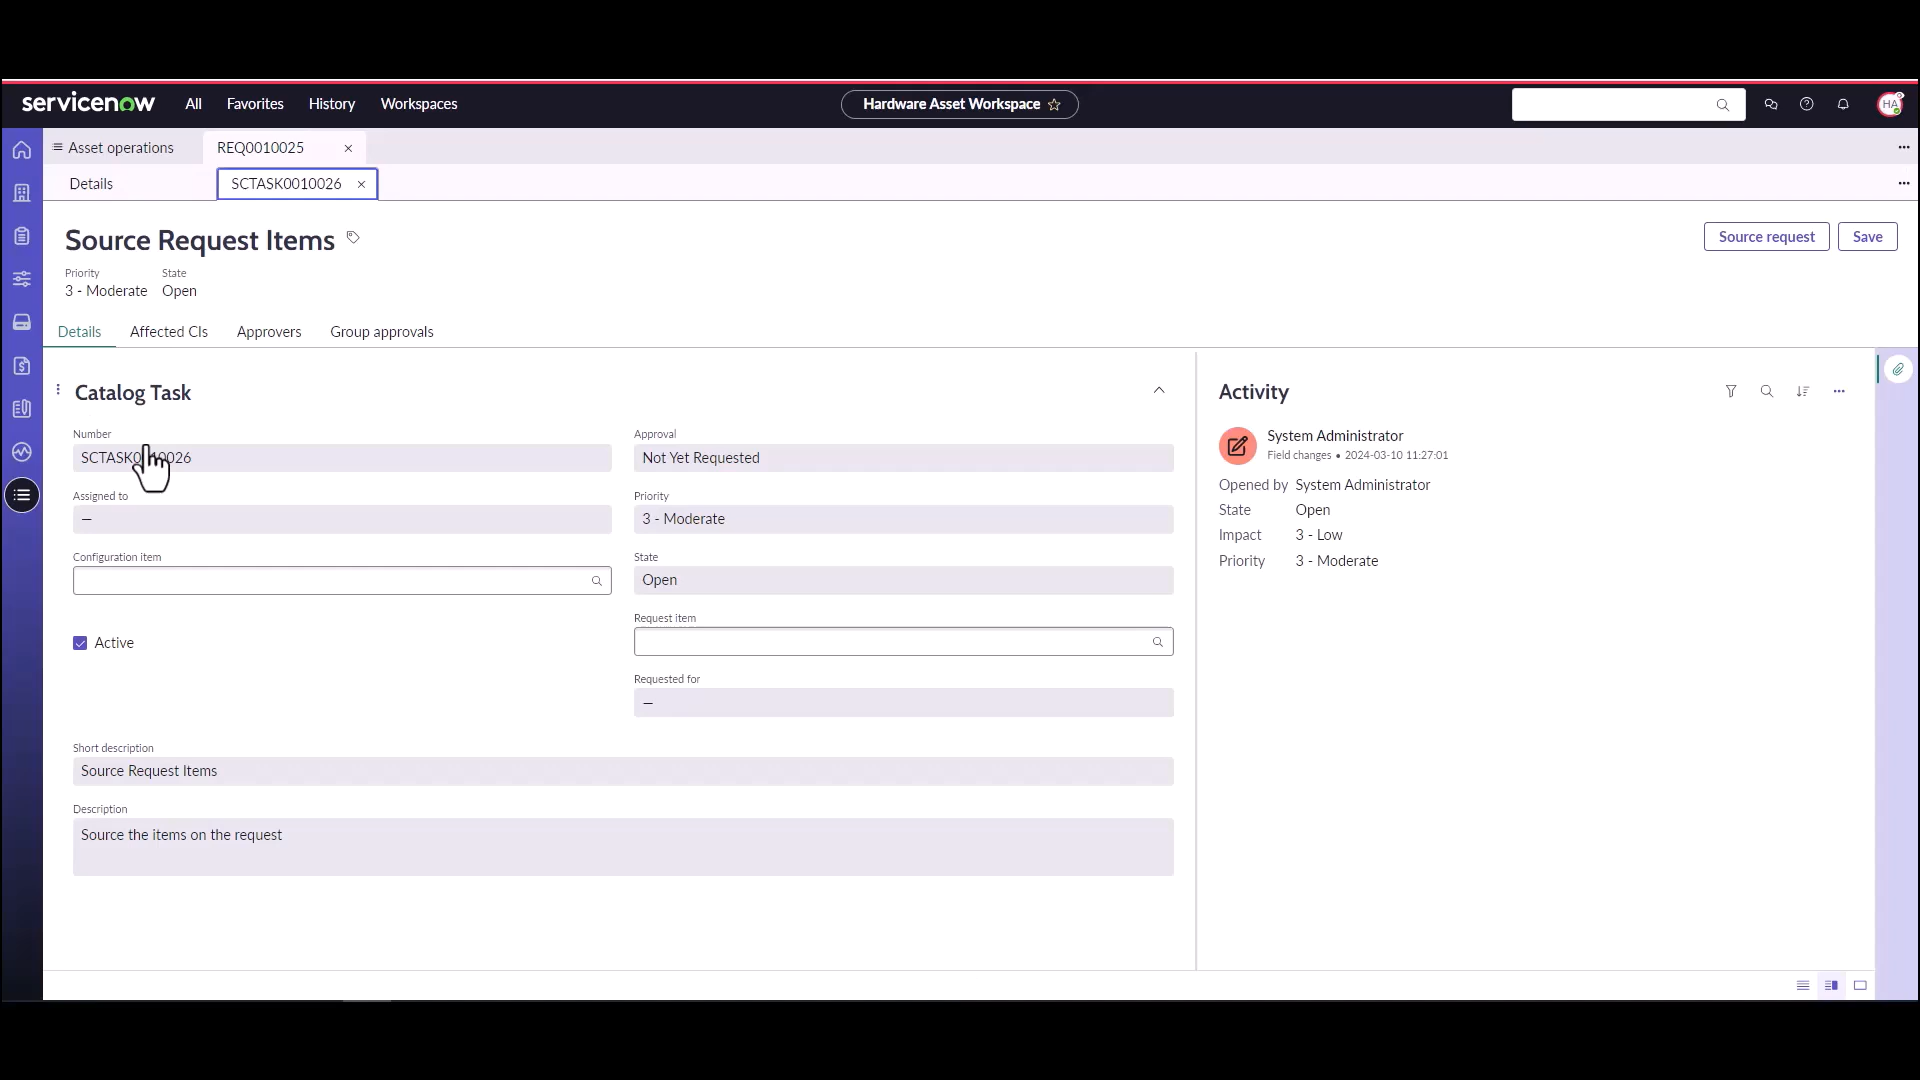 servicenow All Favorites History Workspaces Hardware Asset Workspace HA
Asset operations REQ0010025
Details SCTASK0010026
Source Request Items Source request Save
Priority State
3 - Moderate Open
Details Affected CIs Approvers Group approvals
Catalog Task
Number Approval
SCTASK0010026 Not Yet Requested
Assigned to Priority
— 3 - Moderate
Configuration item State
Open
Request item
Active
Requested for
—
Short description
Source Request Items
Description
Source the items on the request
Activity
System Administrator
Field changes • 2024-03-10 11:27:01
Opened by System Administrator
State Open
Impact 3 - Low
Priority 3 - Moderate